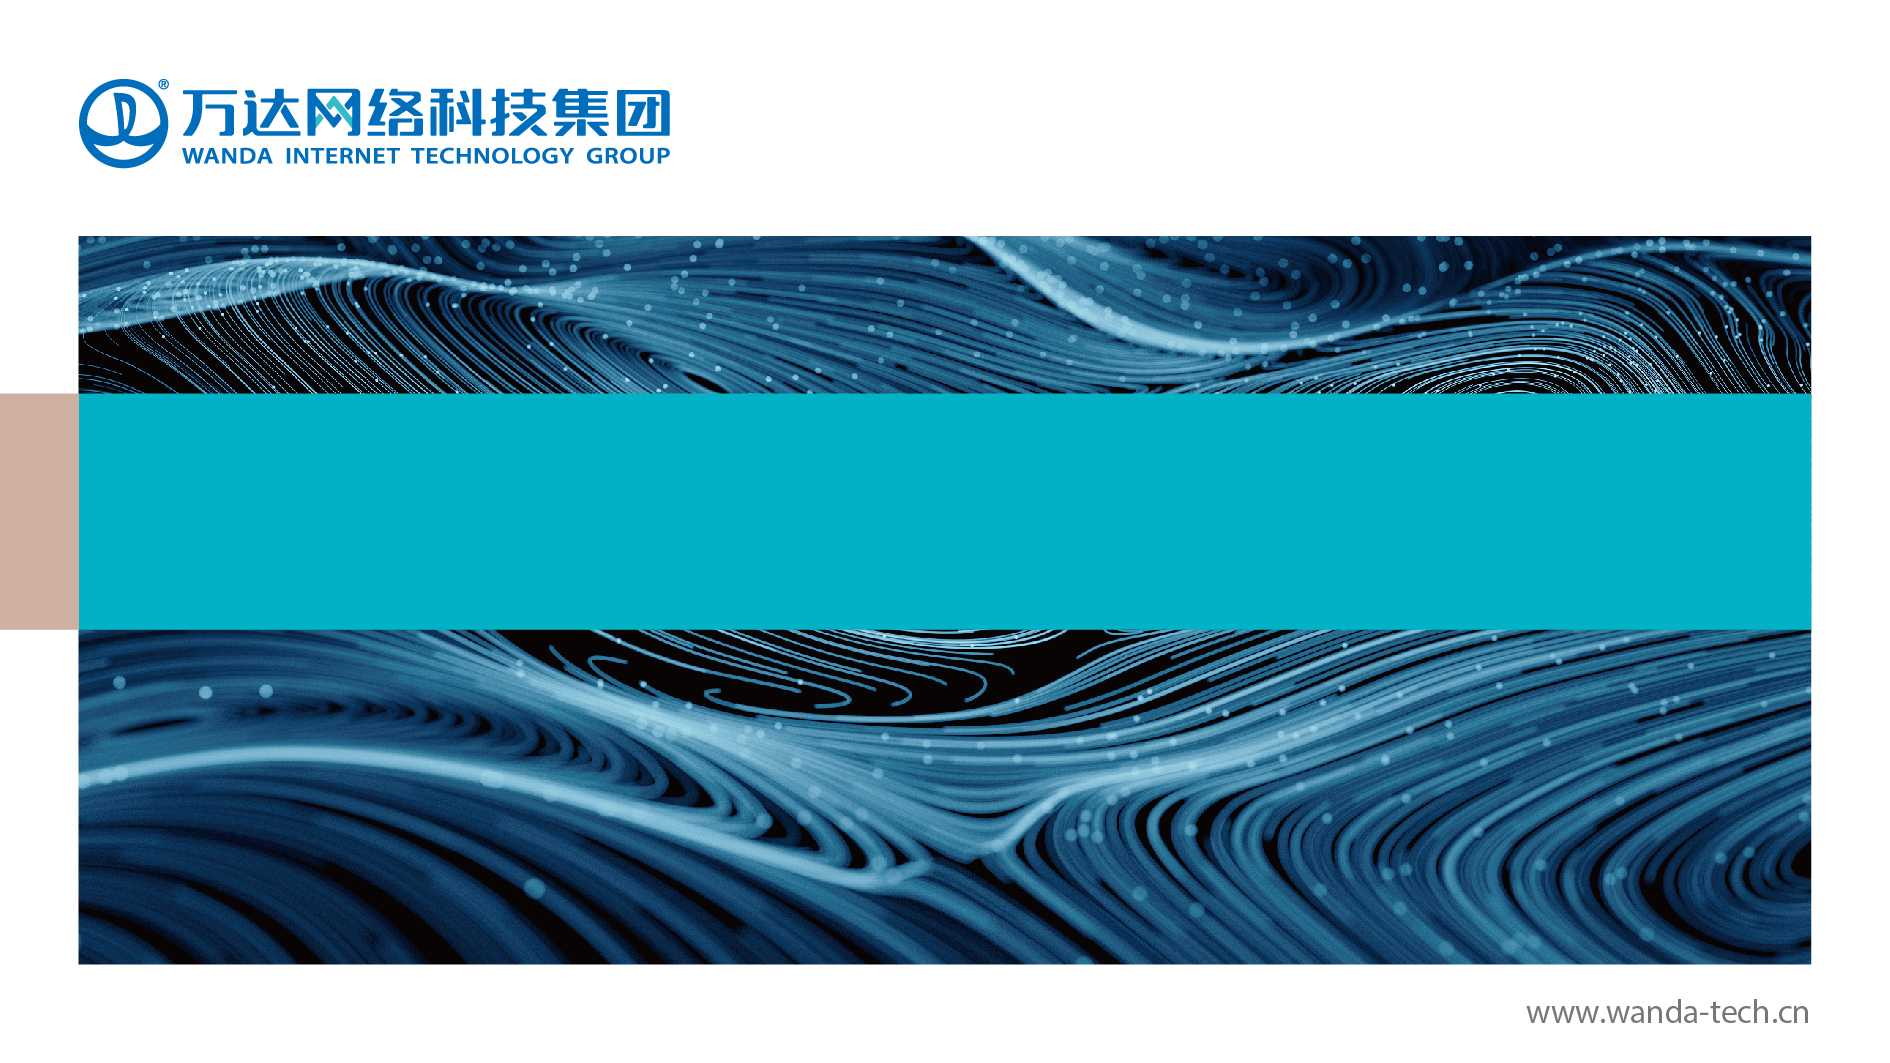 万达网络科技集团
WANDA INTERNET TECHNOLOGY GROUP
www.wanda-tech.cn